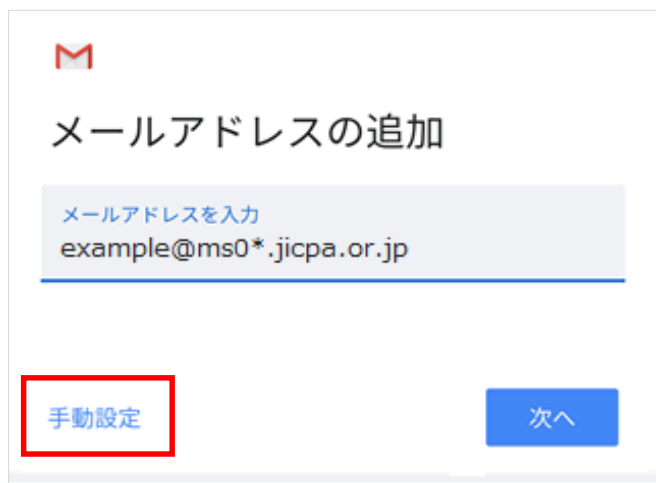 メールアドレスの追加
メールアドレスを入力
example@ms0*.jicpa.or.jp
手動設定
次へ